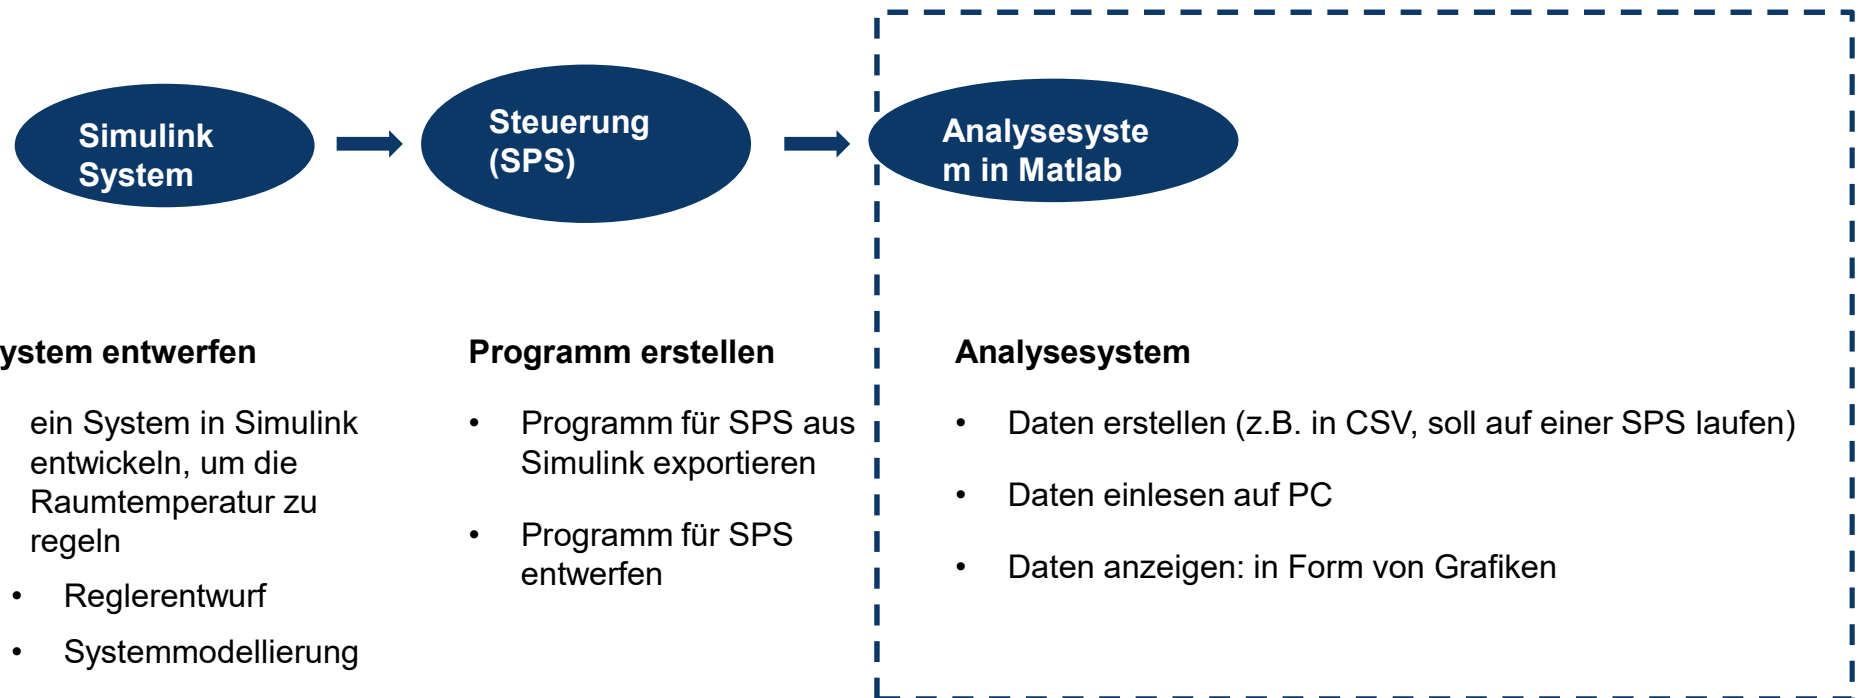 Simulink
System
Steuerung
(SPS)
Analysesyste
m in Matlab
ystem entwerfen
ein System in Simulink
entwickeln, um die
Raumtemperatur zu
regeln
• Reglerentwurf
• Systemmodellierung
Programm erstellen
• Programm für SPS aus
Simulink exportieren
• Programm für SPS
entwerfen
Analysesystem
• Daten erstellen (z.B. in CSV, soll auf einer SPS laufen)
• Daten einlesen auf PC
• Daten anzeigen: in Form von Grafiken